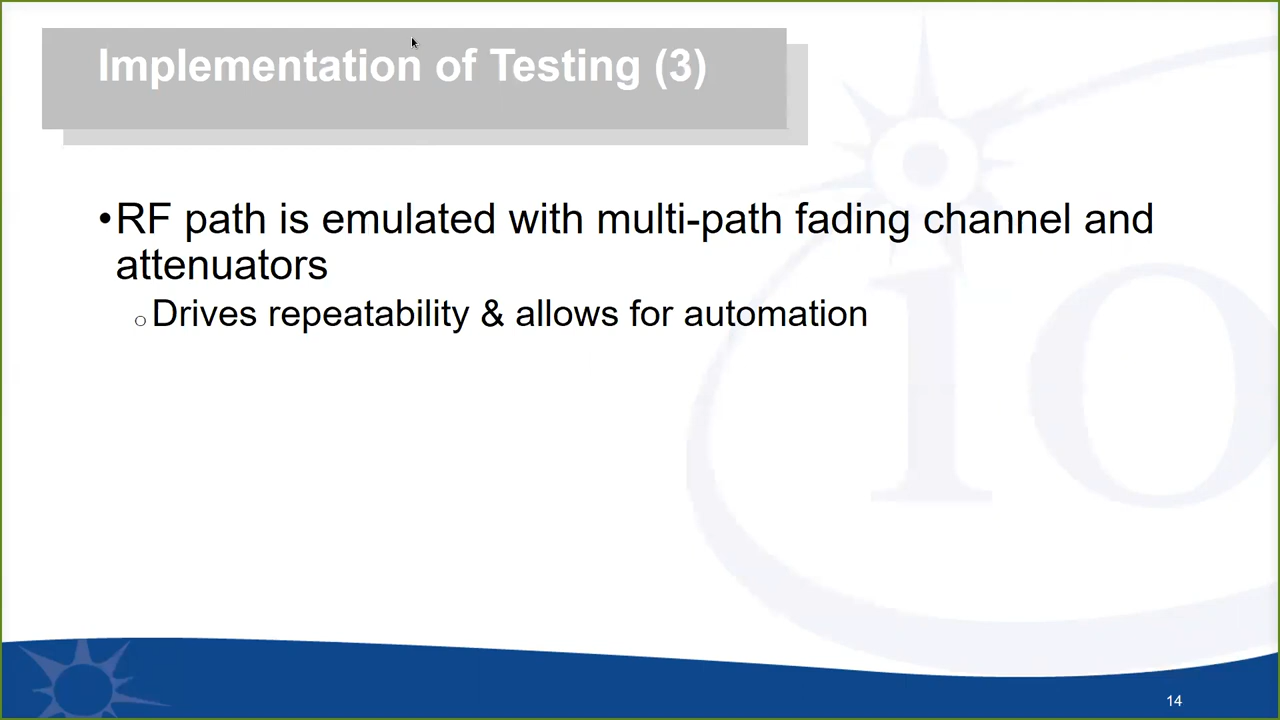 Implementation of Testing (3)
•RF path is emulated with multi-path fading channel and
attenuators
○Drives repeatability & allows for automation
io
14